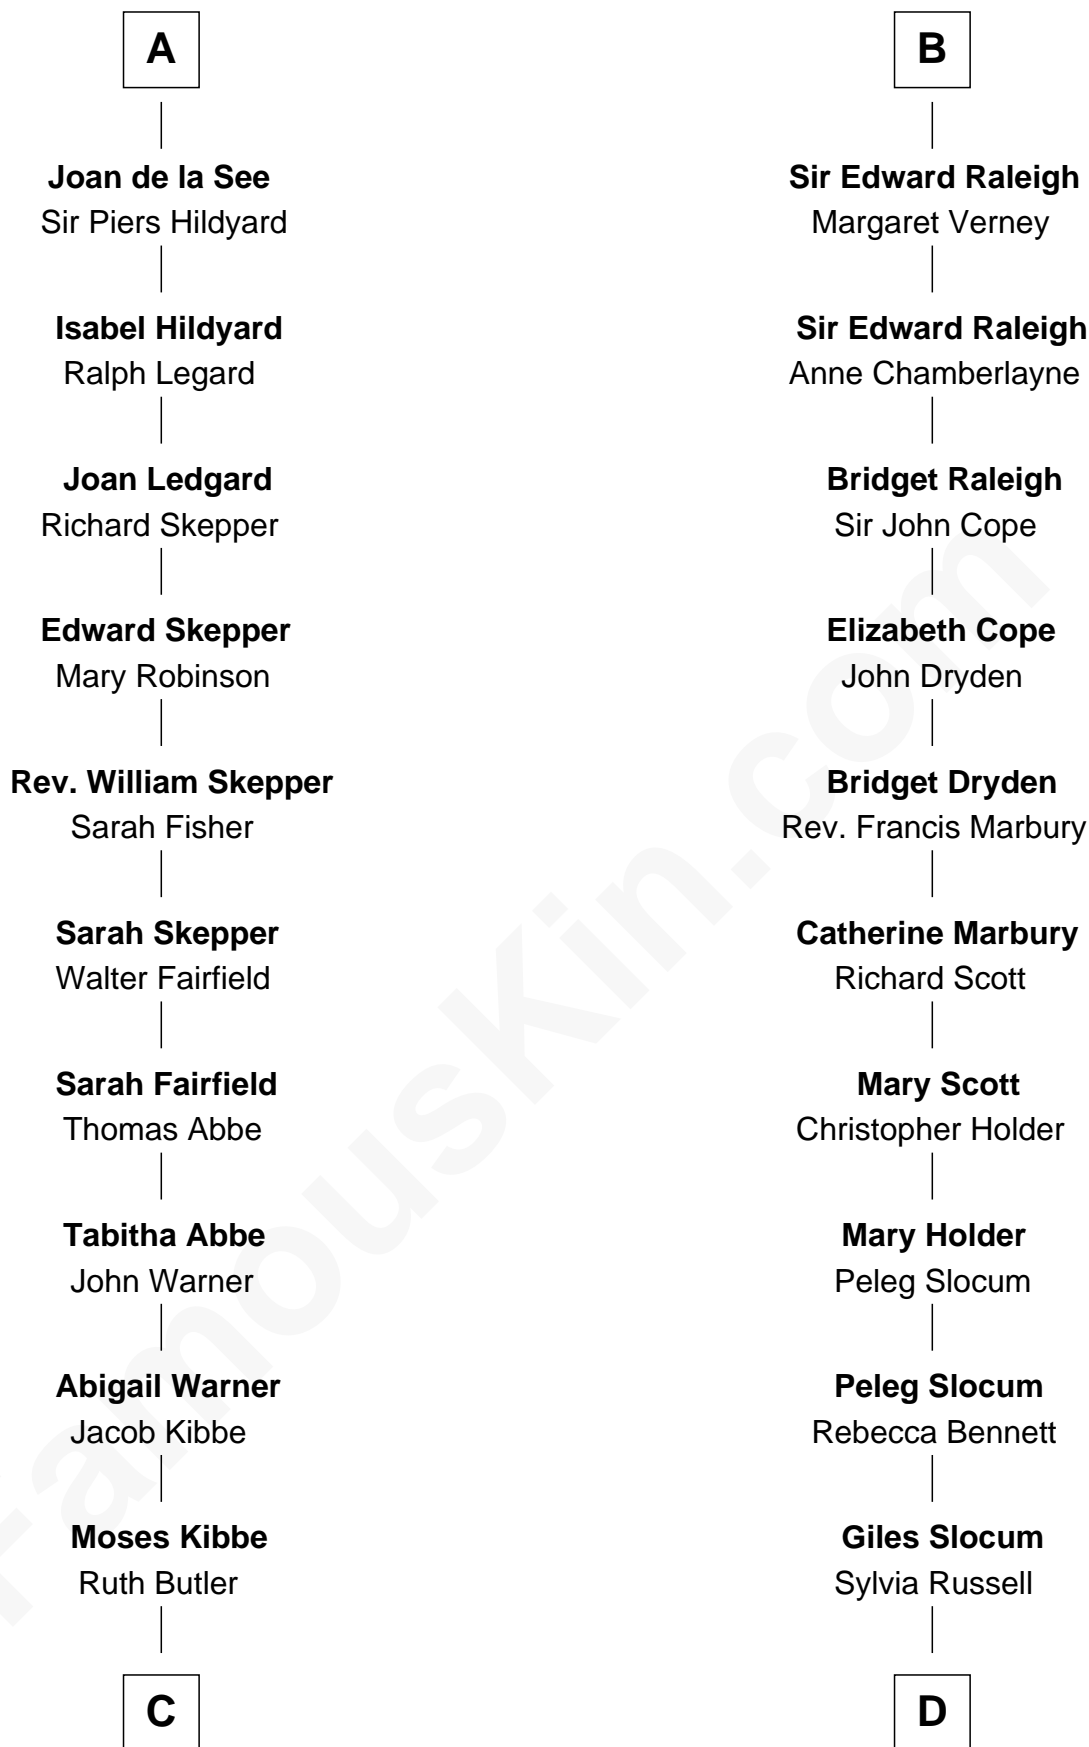 A
Joan de la See
Sir Piers Hildyard
Isabel Hildyard
Ralph Legard
Joan Ledgard
Richard Skepper
Edward Skepper
Mary Robinson
Rev. William Skepper
Sarah Fisher
Sarah Skepper
Walter Fairfield
Sarah Fairfield
Thomas Abbe
Tabitha Abbe
John Warner
Abigail Warner
Jacob Kibbe
Moses Kibbe
Ruth Butler
C
B
Sir Edward Raleigh
Margaret Verney
Sir Edward Raleigh
Anne Chamberlayne
Bridget Raleigh
Sir John Cope
Elizabeth Cope
John Dryden
Bridget Dryden
Rev. Francis Marbury
Catherine Marbury
Richard Scott
Mary Scott
Christopher Holder
Mary Holder
Peleg Slocum
Peleg Slocum
Rebecca Bennett
Giles Slocum
Sylvia Russell
D
FamousKin.com